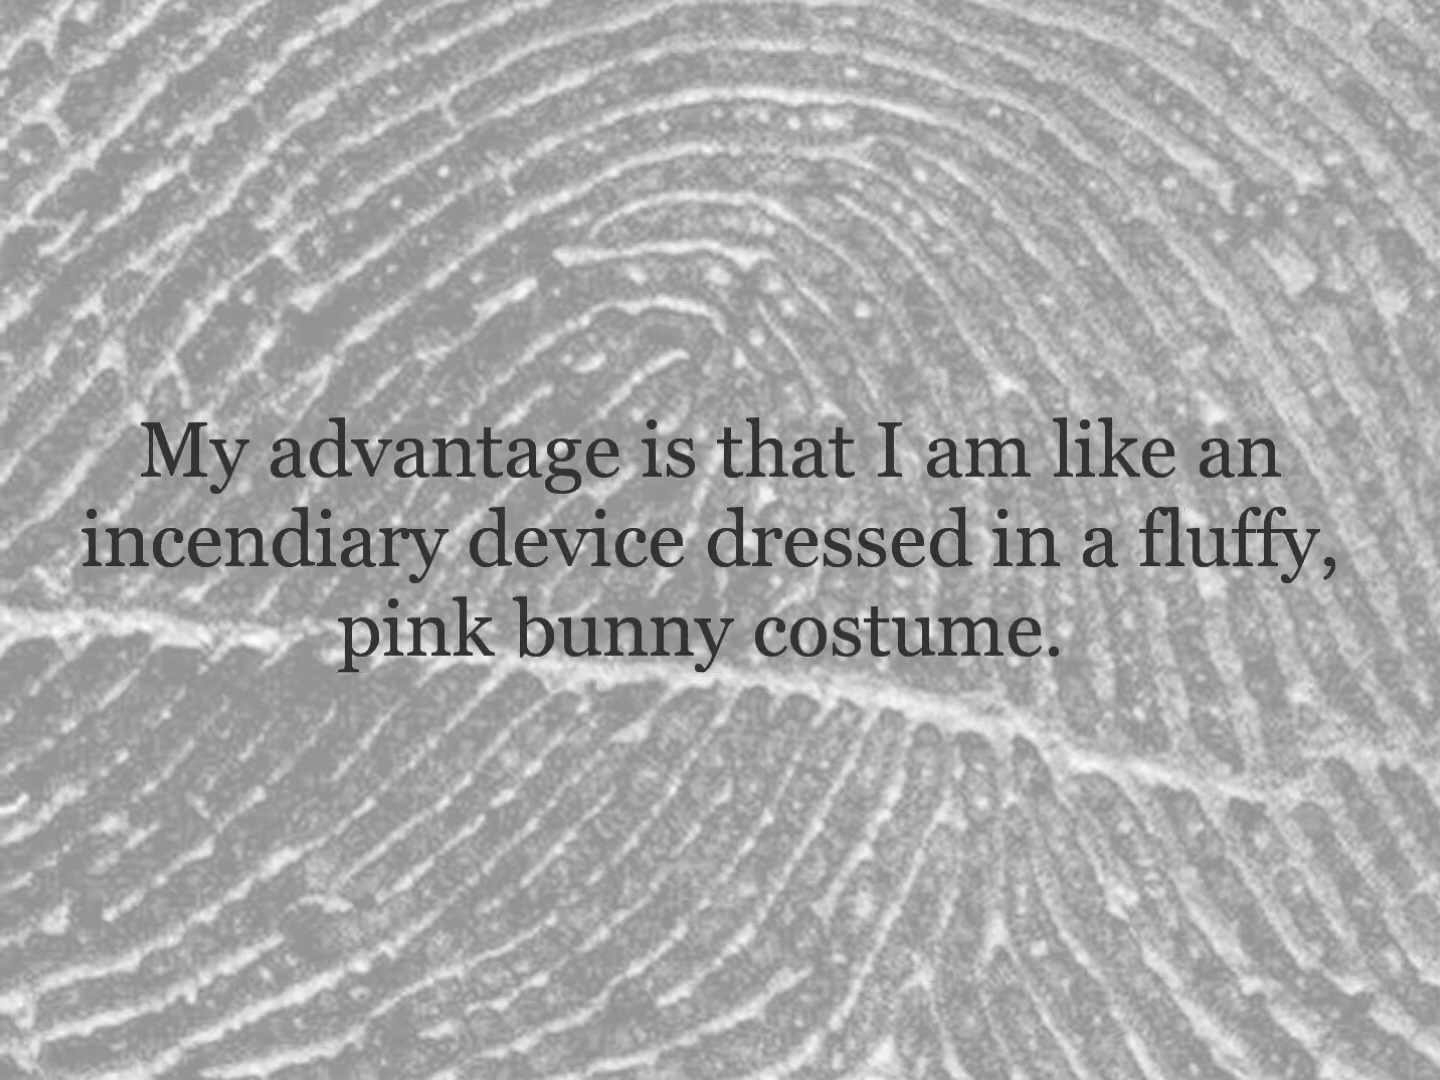 My advantage is that I am like an
incendiary device dressed in a fluffy,
pink bunny costume.